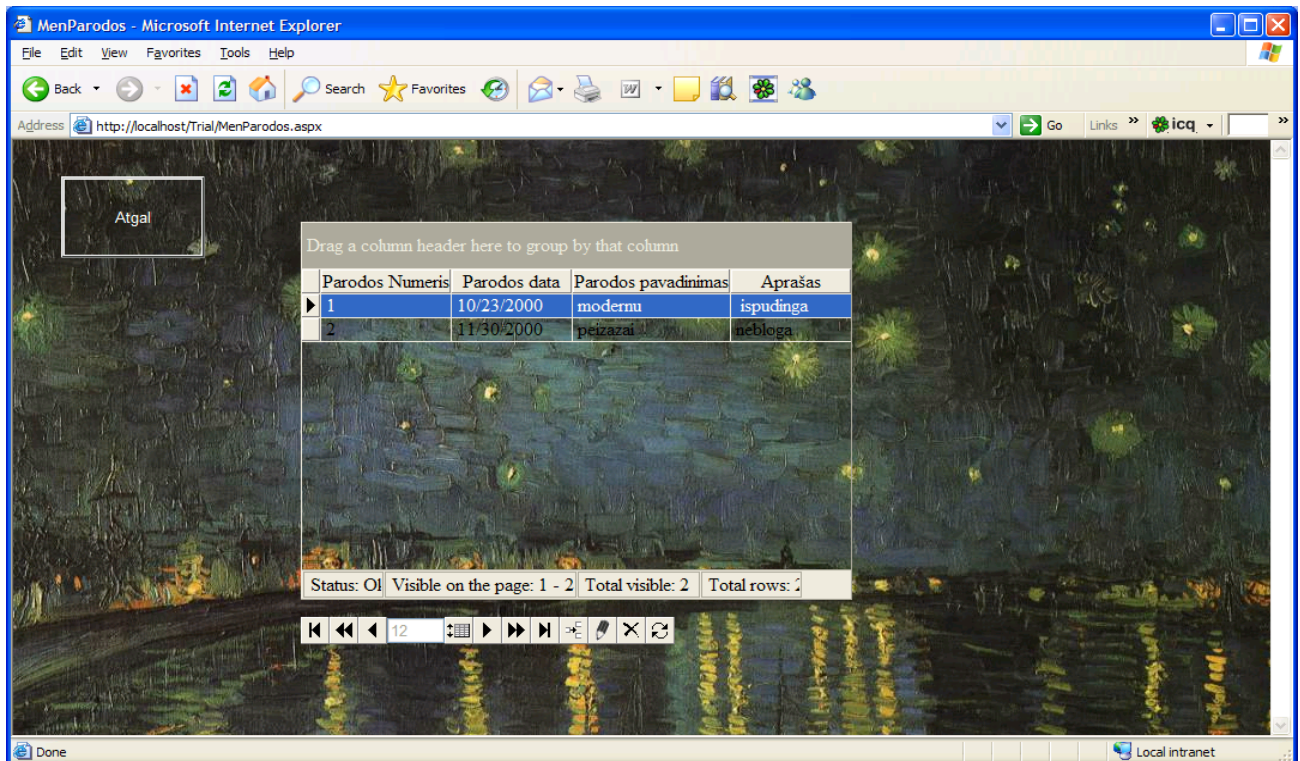 MenParodos - Microsoft Internet Explorer
File Edit View Favorites Tools Help
Back Search Favorites
Address http://localhost/Trial/MenParodos.aspx Go Links » icq »
Atgal
Drag a column header here to group by that column
Parodos Numeris Parodos data Parodos pavadinimas Aprašas
1 10/23/2000 modernu ispudinga
2 11/30/2000 peizazai nebloga
Status: Visible on the page: 1 - 2 Total visible: 2 Total rows:
12
Done Local intranet